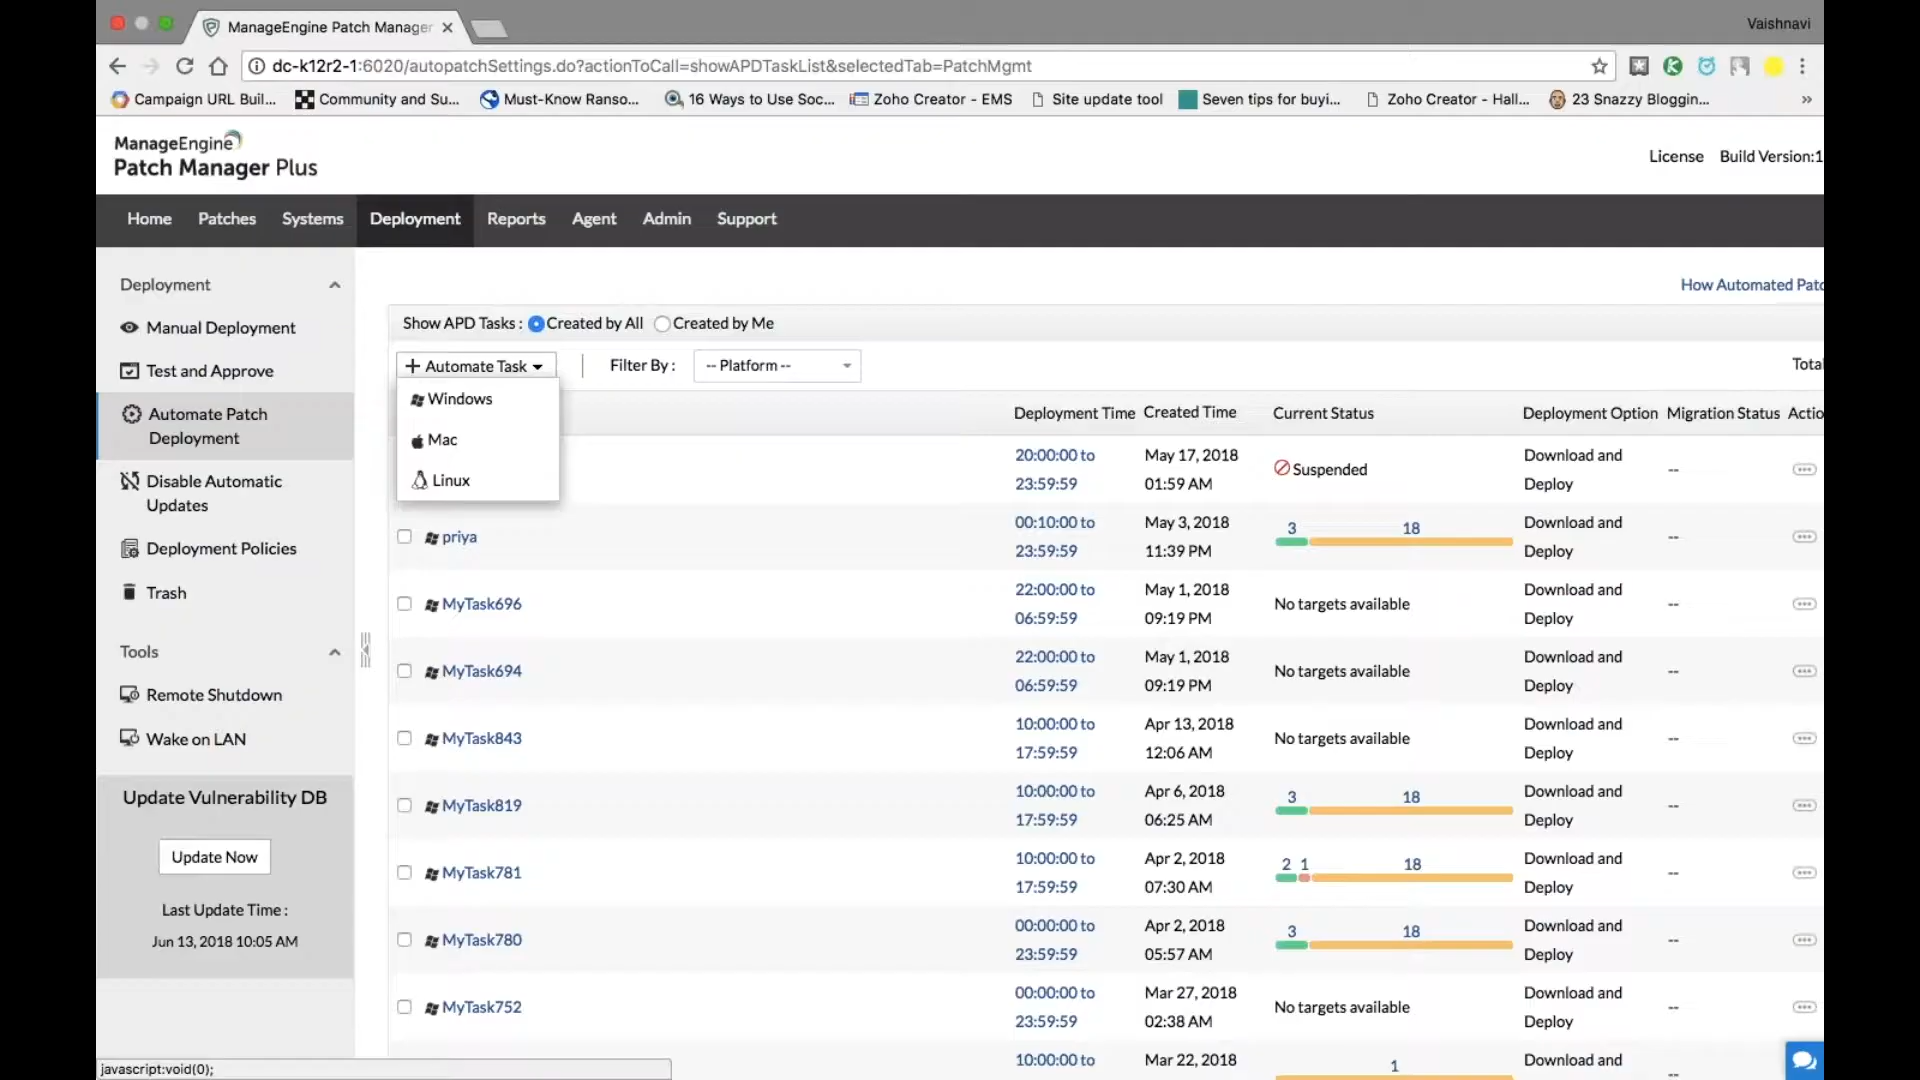 ManageEngine Patch Manager
Vaishnavi
dc-k12r2-1:6020/autopatchSettings.do?actionToCall=showAPDTaskList&selectedTab=PatchMgmt
Campaign URL Buil... Community and Su... Must-Know Ranso... 16 Ways to Use Soc... Zoho Creator - EMS Site update tool Seven tips for buyi... Zoho Creator - Hall... 23 Snazzy Bloggin... »
ManageEngine
Patch Manager Plus
License Build Version:1
Home Patches Systems Deployment Reports Agent Admin Support
Deployment
Manual Deployment
Test and Approve
Automate Patch
Deployment
Disable Automatic
Updates
Deployment Policies
Trash
Tools
Remote Shutdown
Wake on LAN
Update Vulnerability DB
Update Now
Last Update Time :
Jun 13, 2018 10:05 AM
How Automated Patc
Show APD Tasks : Created by All Created by Me
+ Automate Task Filter By : -- Platform -- Total
Windows
Mac
Linux
Deployment Time Created Time Current Status Deployment Option Migration Status Actio
20:00:00 to May 17, 2018 Suspended Download and --
23:59:59 01:59 AM Deploy
priya 00:10:00 to May 3, 2018 3 18 Download and --
23:59:59 11:39 PM Deploy
MyTask696 22:00:00 to May 1, 2018 No targets available Download and --
06:59:59 09:19 PM Deploy
MyTask694 22:00:00 to May 1, 2018 No targets available Download and --
06:59:59 09:19 PM Deploy
MyTask843 10:00:00 to Apr 13, 2018 No targets available Download and --
17:59:59 12:06 AM Deploy
MyTask819 10:00:00 to Apr 6, 2018 3 18 Download and --
17:59:59 06:25 AM Deploy
MyTask781 10:00:00 to Apr 2, 2018 2 1 18 Download and --
17:59:59 07:30 AM Deploy
MyTask780 00:00:00 to Apr 2, 2018 3 18 Download and --
23:59:59 05:57 AM Deploy
MyTask752 00:00:00 to Mar 27, 2018 No targets available Download and --
23:59:59 02:38 AM Deploy
10:00:00 to Mar 22, 2018 1 Download and --
javascript:void(0);